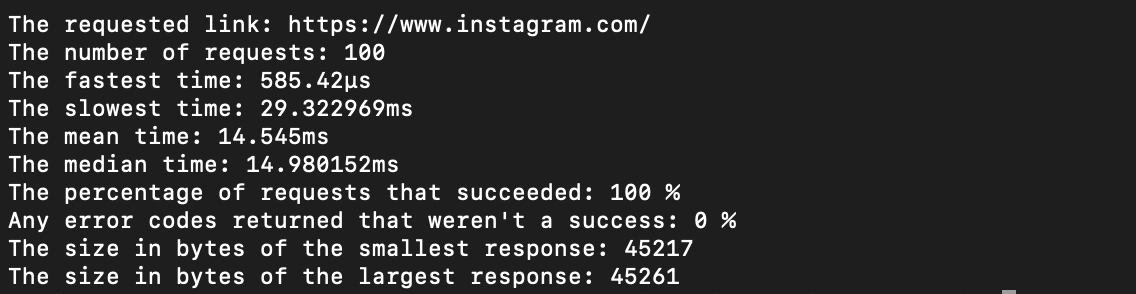 The requested link: https://www.instagram.com/
The number of requests: 100
The fastest time: 585.42µs
The slowest time: 29.322969ms
The mean time: 14.545ms
The median time: 14.980152ms
The percentage of requests that succeeded: 100 %
Any error codes returned that weren't a success: 0 %
The size in bytes of the smallest response: 45217
The size in bytes of the largest response: 45261